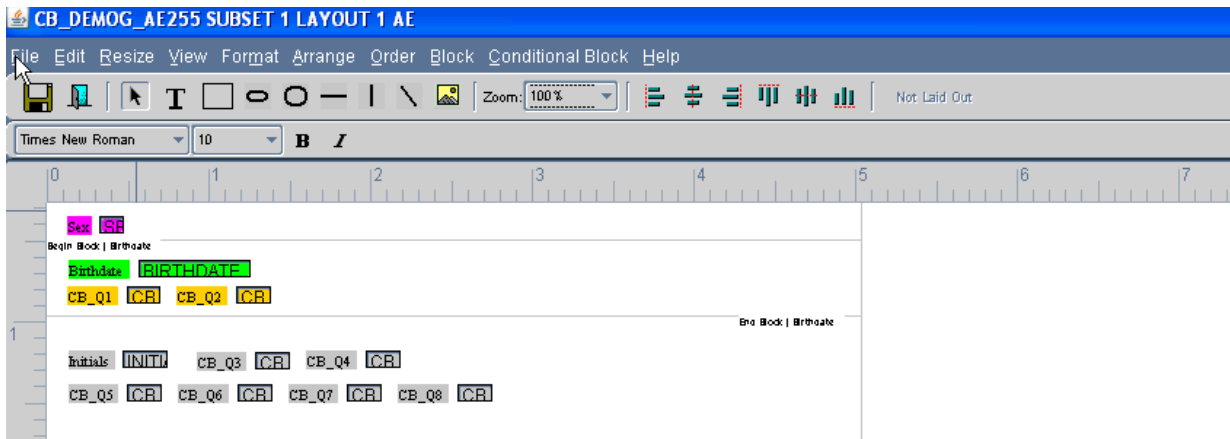 CB_DEMOG_AE255 SUBSET 1 LAYOUT 1 AE
File Edit Resize View Format Arrange Order Block Conditional Block Help
T Zoom: 100% Not Laid Out
Times New Roman 10 B I
0 1 2 3 4 5 6 7
Sex SE
Begin Block | Birthdate
Birthdate BIRTHDATE
CB_Q1 CB CB_Q2 CB
End Block | Birthdate
1
Initials INITI CB_Q3 CB CB_Q4 CB
CB_Q5 CB CB_Q6 CB CB_Q7 CB CB_Q8 CB